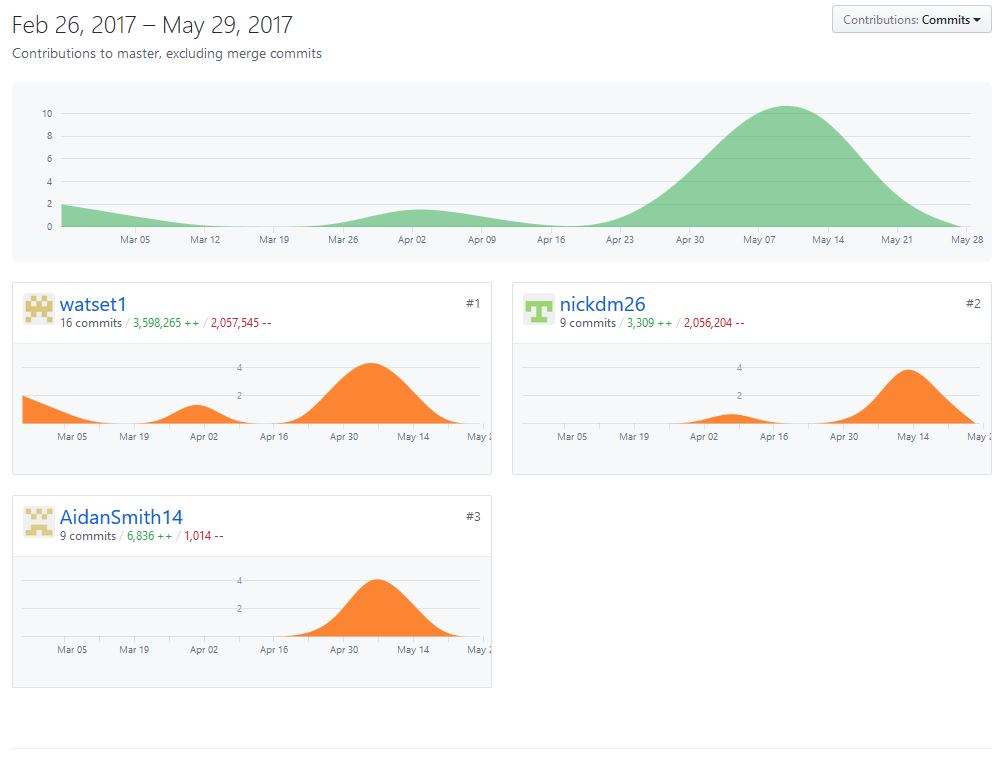 Feb 26, 2017 – May 29, 2017
Contributions: Commits
Contributions to master, excluding merge commits
10
8
6
4
2
0
Mar 05 Mar 12 Mar 19 Mar 26 Apr 02 Apr 09 Apr 16 Apr 23 Apr 30 May 07 May 14 May 21 May 28
watset1 #1
16 commits / 3,598,265 ++ / 2,057,545 --
4
2
Mar 05 Mar 19 Apr 02 Apr 16 Apr 30 May 14 May
nickdm26 #2
9 commits / 3,309 ++ / 2,056,204 --
4
2
Mar 05 Mar 19 Apr 02 Apr 16 Apr 30 May 14 May
AidanSmith14 #3
9 commits / 6,836 ++ / 1,014 --
4
2
Mar 05 Mar 19 Apr 02 Apr 16 Apr 30 May 14 May